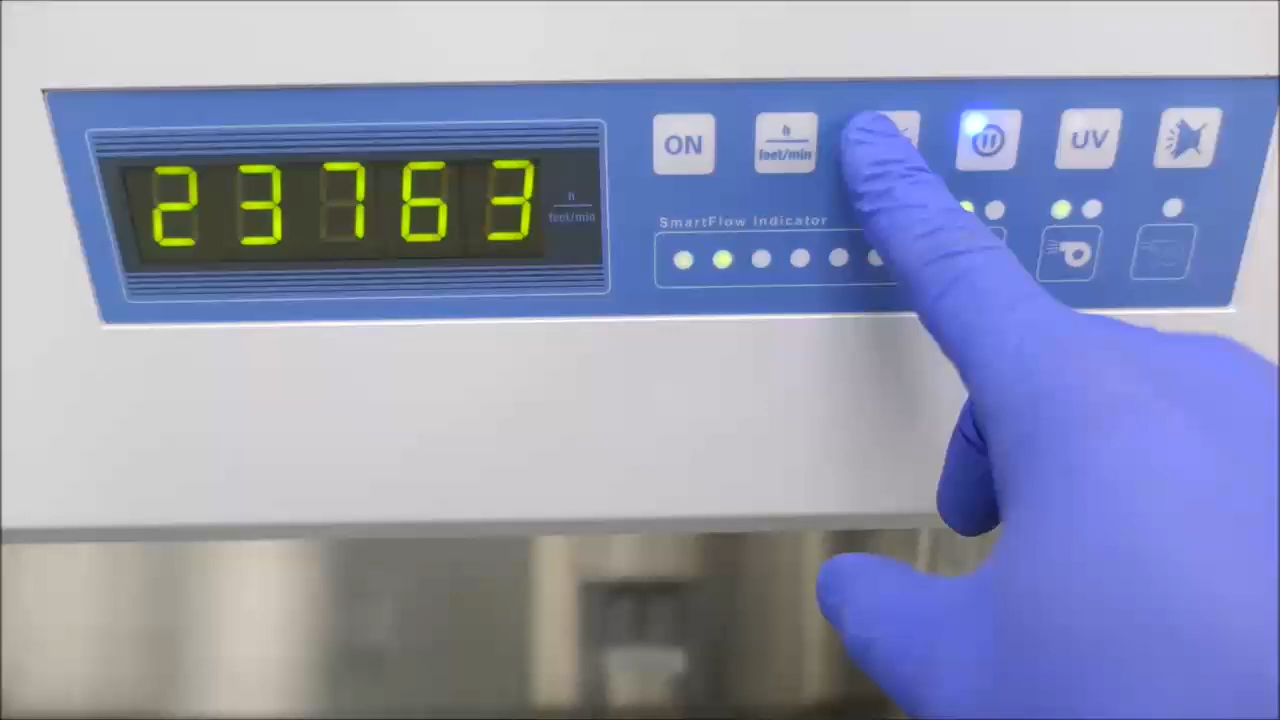 23763
h
feet/min
ON
h
feet/min
UV
SmartFlow Indicator